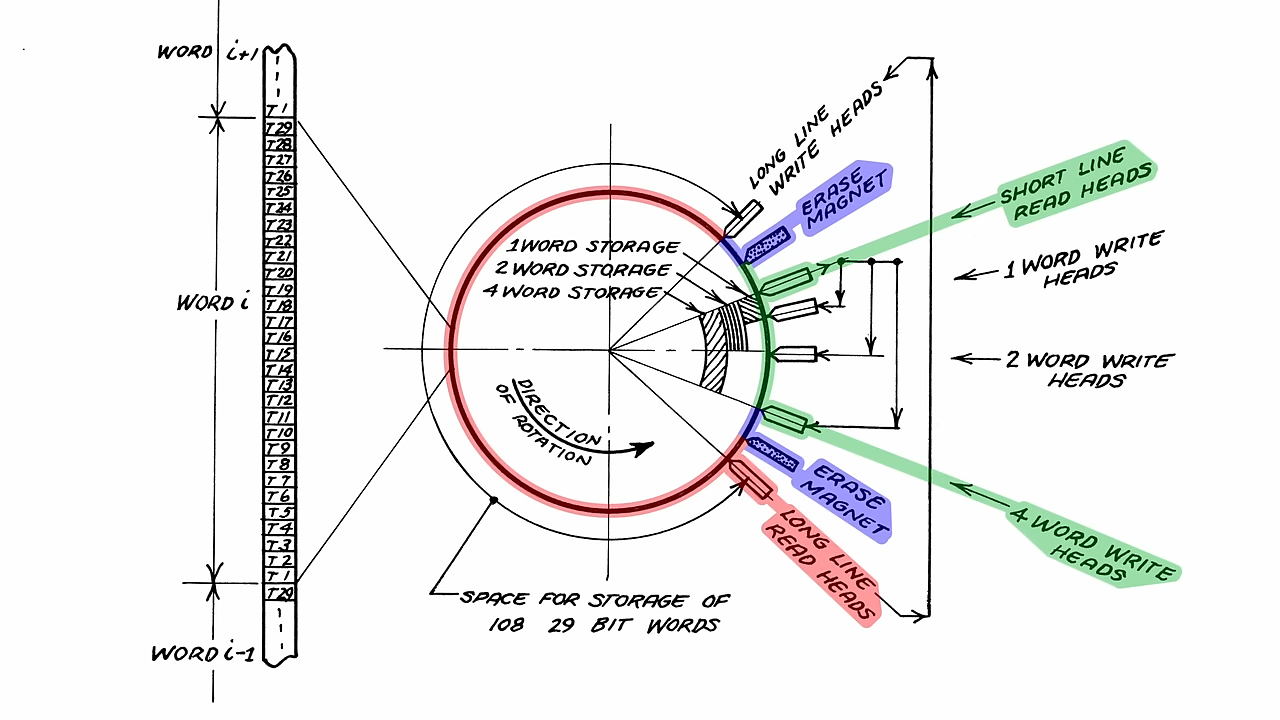 WORD i+1
T1
T29
T28
T27
T26
T25
T24
T23
T22
T21
T20
T19
T18
T17
T16
T15
T14
T13
T12
T11
T10
T9
T8
T7
T6
T5
T4
T3
T2
T1
T29
WORD i
WORD i-1
LONG LINE
WRITE HEADS
ERASE
MAGNET
SHORT LINE
READ HEADS
1 WORD WRITE
HEADS
2 WORD WRITE
HEADS
4 WORD WRITE
HEADS
1 WORD STORAGE
2 WORD STORAGE
4 WORD STORAGE
DIRECTION
OF ROTATION
ERASE
MAGNET
LONG LINE
READ HEADS
SPACE FOR STORAGE OF
108 29 BIT WORDS